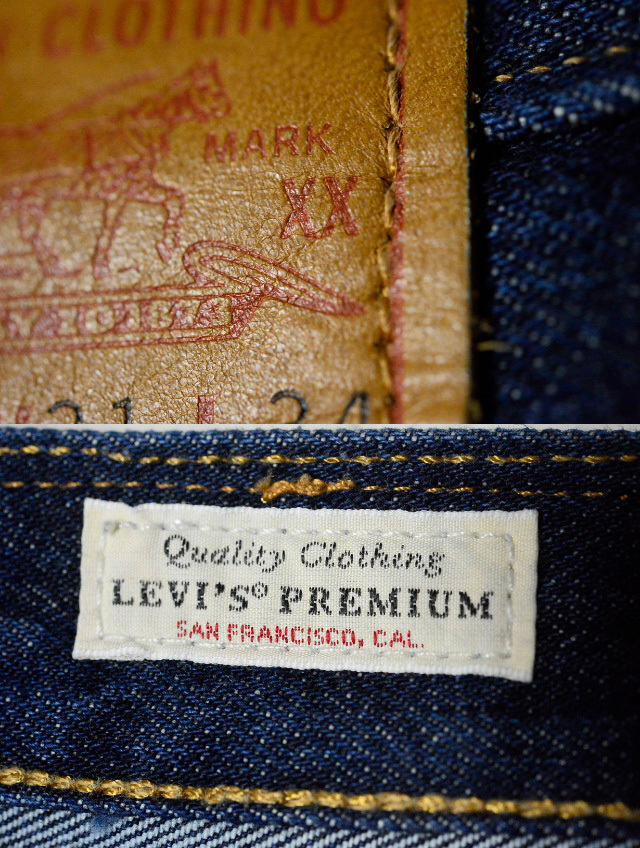 CLOTHING
MARK
XX
Quality Clothing
LEVI'S® PREMIUM
SAN FRANCISCO, CAL.